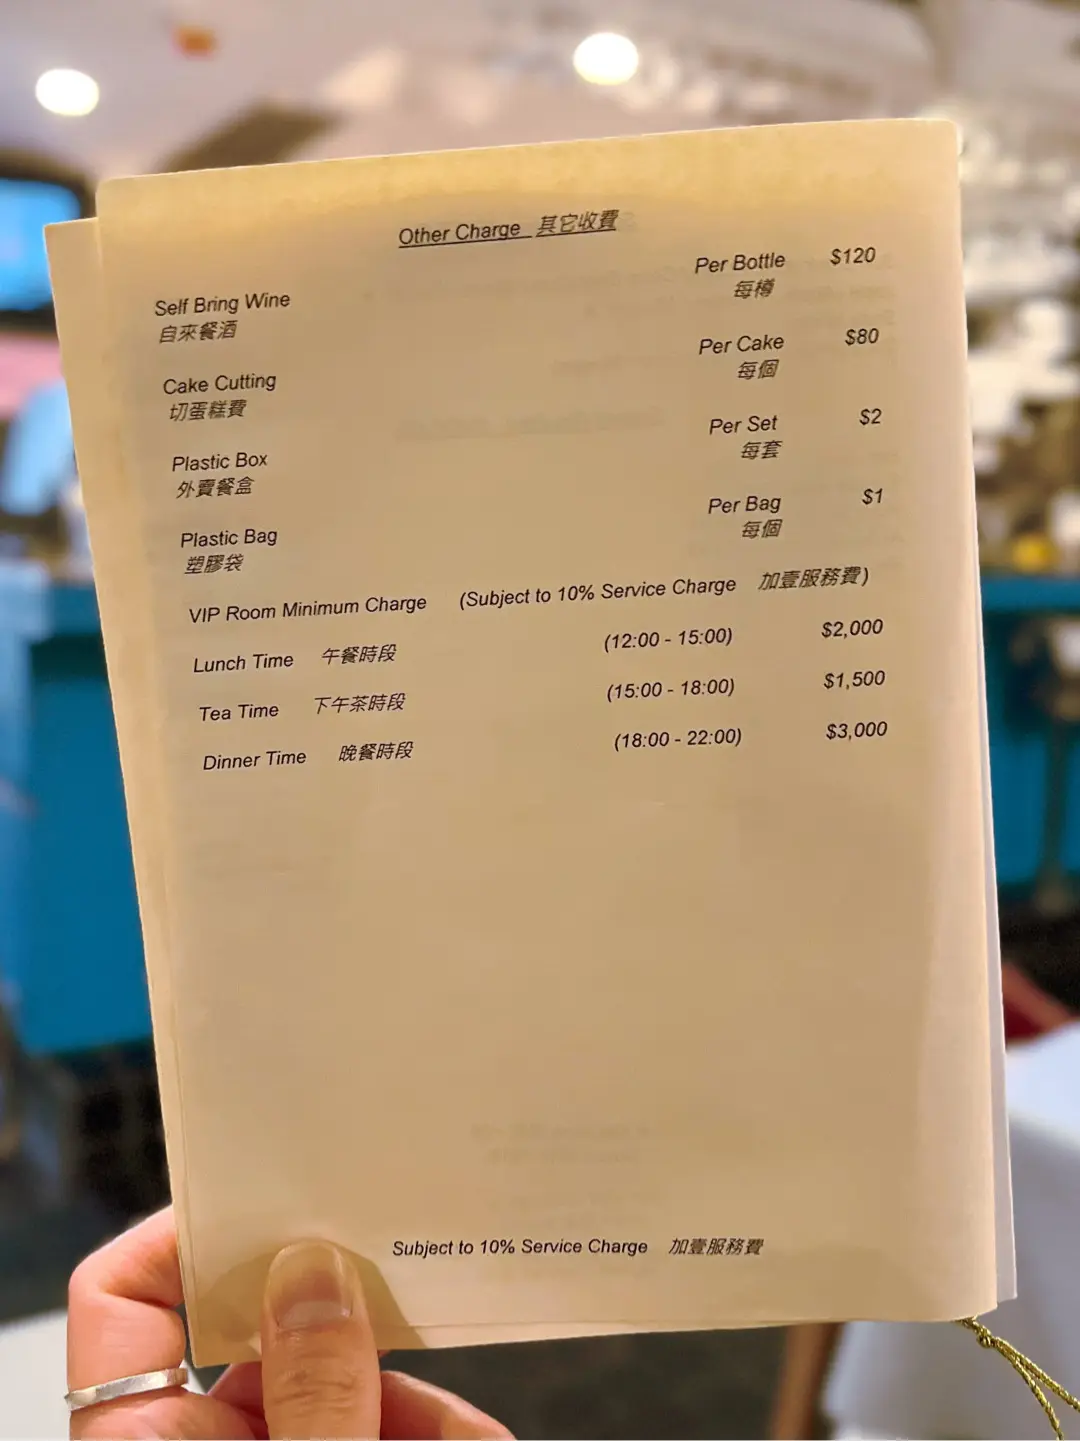 Other Charge 其它收費
Self Bring Wine Per Bottle $120
自來餐酒 每樽
Cake Cutting Per Cake $80
切蛋糕費 每個
Plastic Box Per Set $2
外賣餐盒 每套
Plastic Bag Per Bag $1
塑膠袋 每個
VIP Room Minimum Charge (Subject to 10% Service Charge 加壹服務費)
Lunch Time 午餐時段 (12:00 - 15:00) $2,000
Tea Time 下午茶時段 (15:00 - 18:00) $1,500
Dinner Time 晚餐時段 (18:00 - 22:00) $3,000
Subject to 10% Service Charge 加壹服務費